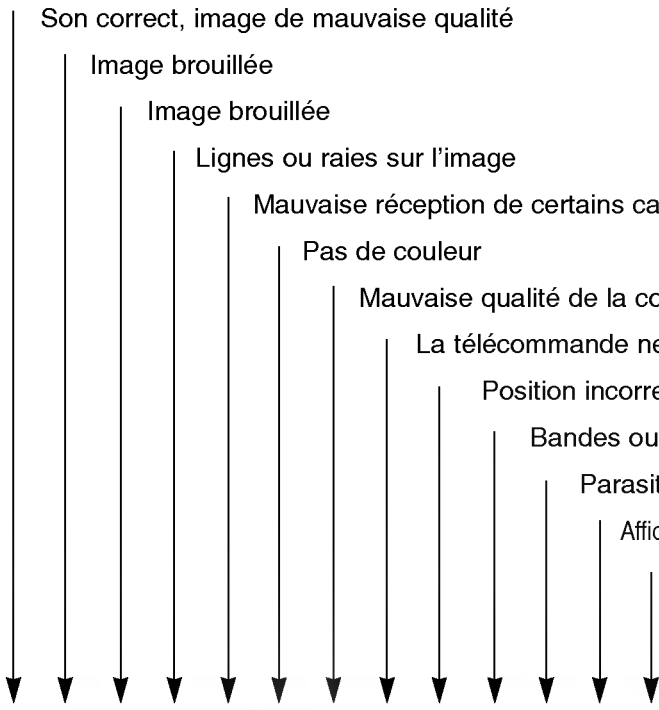 Son correct, image de mauvaise qualité
Image brouillée
Image brouillée
Lignes ou raies sur l’image
Mauvaise réception de certains
Pas de couleur
Mauvaise qualité de la
La télécommande
Position
Bandes ou